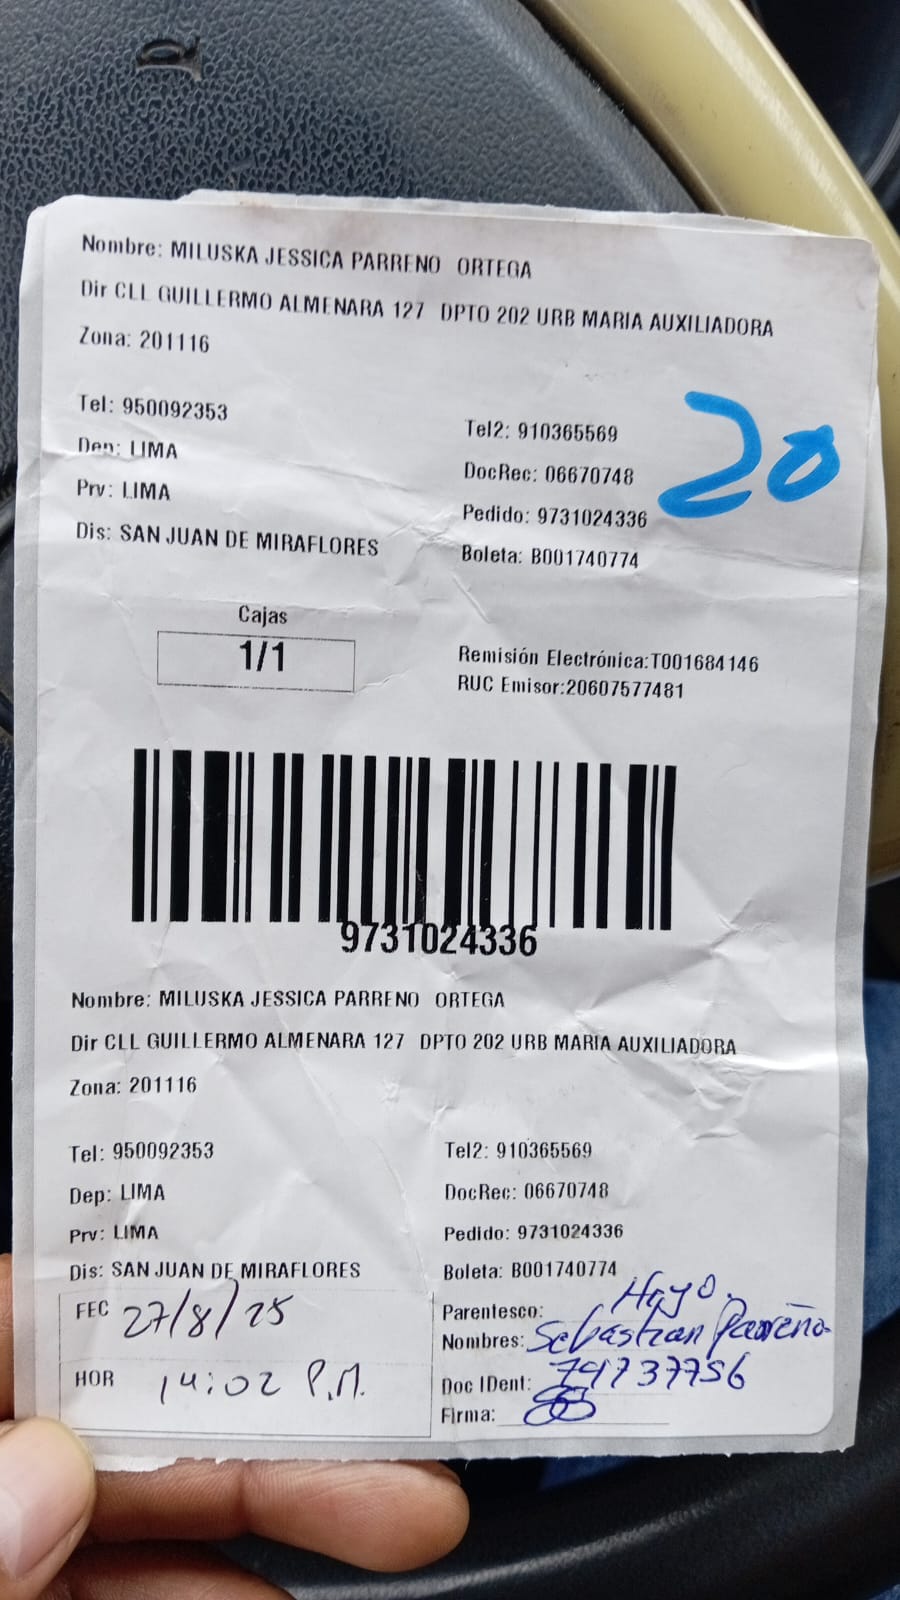 Nombre: MILUSKA JESSICA PARRENO ORTEGA
Dir CLL GUILLERMO ALMENARA 127 DPTO 202 URB MARIA AUXILIADORA
Zona: 201116
Tel: 950092353
Tel2: 910365569
20
Dep: LIMA
DocRec: 06670748
Prv: LIMA
Pedido: 9731024336
Dis: SAN JUAN DE MIRAFLORES
Boleta: B001740774
Cajas
1/1
Remisión Electrónica:T001684146
RUC Emisor:20607577481
9731024336
Nombre: MILUSKA JESSICA PARRENO ORTEGA
Dir CLL GUILLERMO ALMENARA 127 DPTO 202 URB MARIA AUXILIADORA
Zona: 201116
Tel: 950092353
Tel2: 910365569
Dep: LIMA
DocRec: 06670748
Prv: LIMA
Pedido: 9731024336
Dis: SAN JUAN DE MIRAFLORES
Boleta: B001740774
FEC 27/8/25
Parentesco:
Nombres: Sebastian Parreño
HOR 14:02 P.M.
Doc IDent:
Firma: